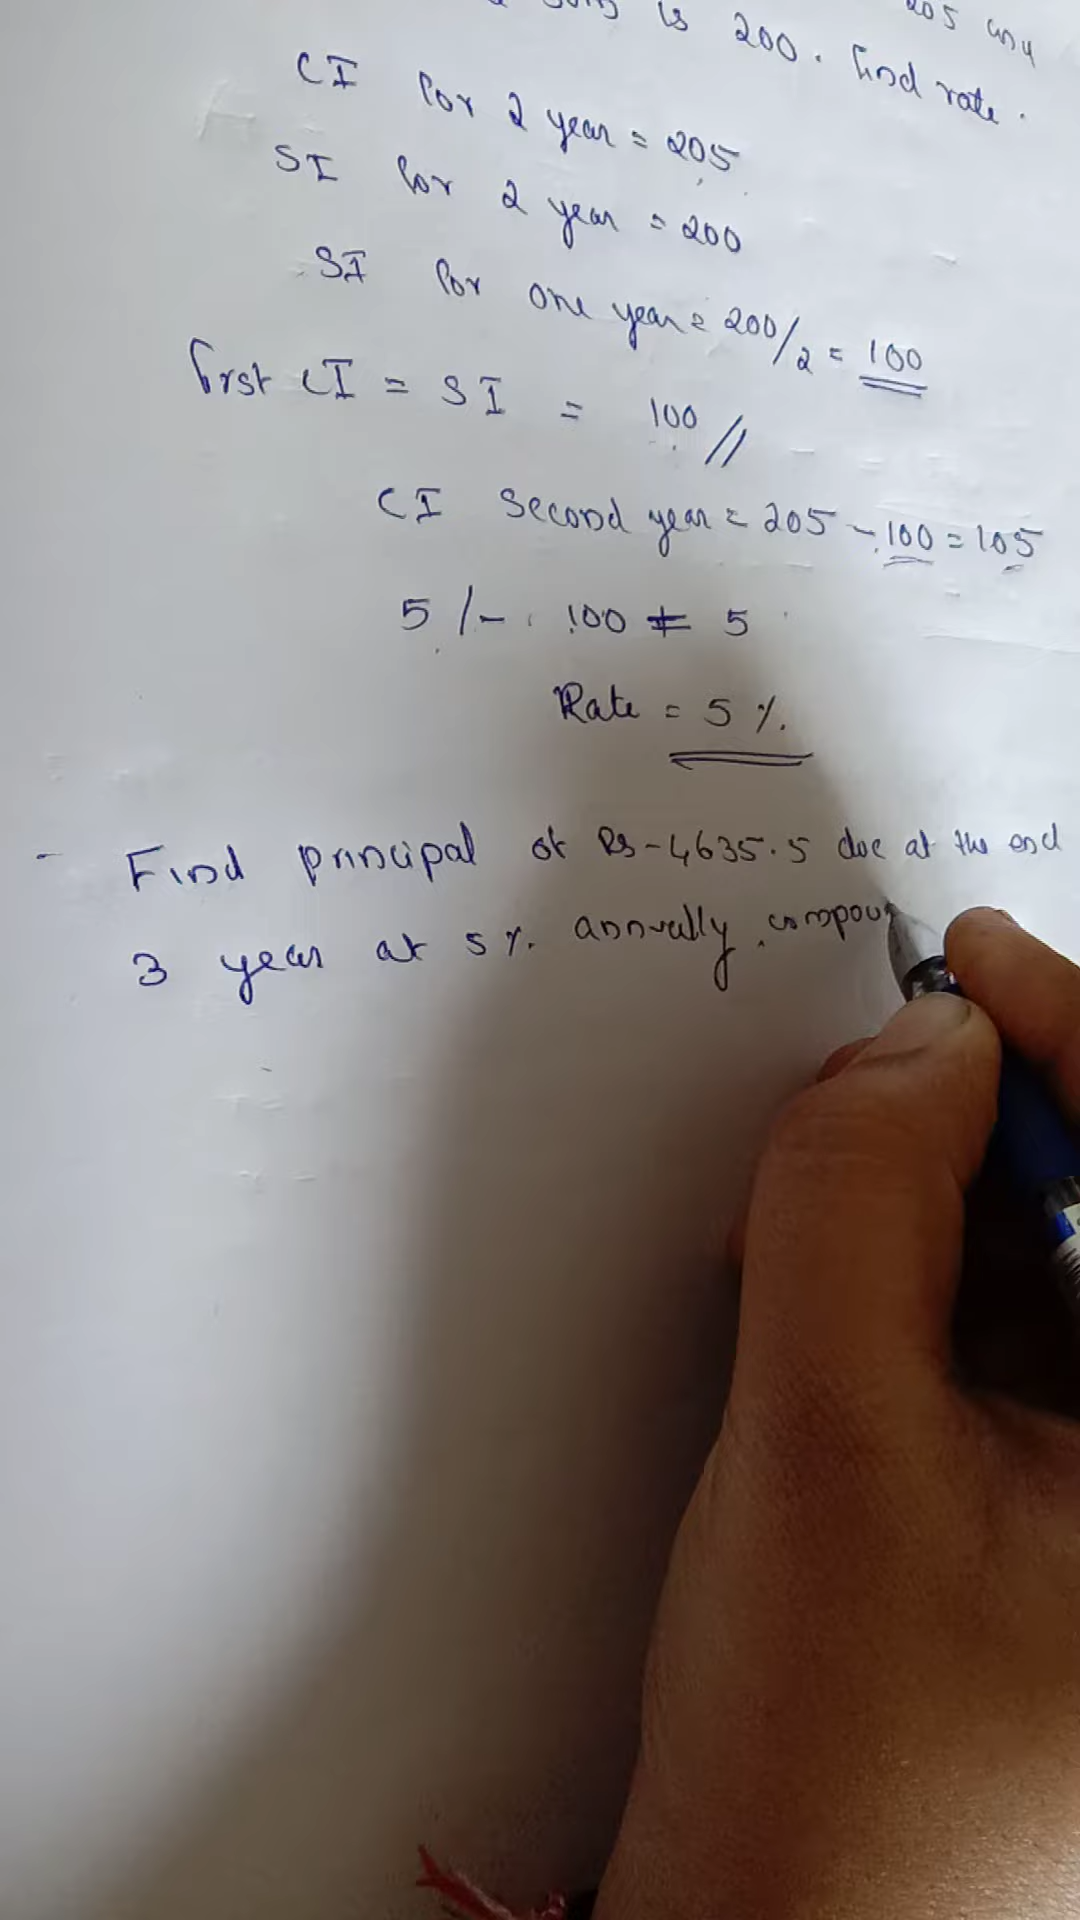 is 200. find rate.
205 and
CI for 2 year = 205
SI for 2 year = 200
SI for one year = 200/2 = 100
first CI = SI = 100 //
CI Second year = 205 - 100 = 105
5 /- 100 ≠ 5
Rate = 5 %.
- Find principal of Rs-4635.5 due at the end
3 year at 5 %. annually compou